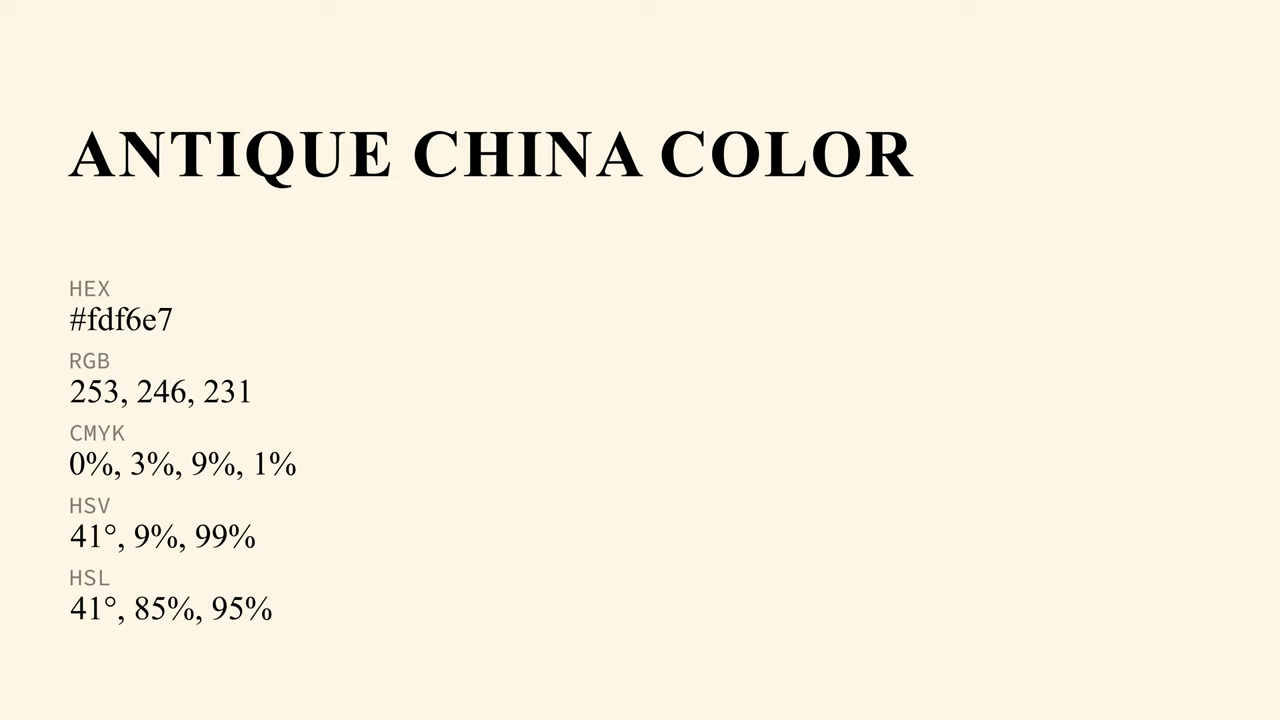 ANTIQUE CHINA COLOR
HEX
#fdf6e7
RGB
253, 246, 231
CMYK
0%, 3%, 9%, 1%
HSV
41°, 9%, 99%
HSL
41°, 85%, 95%